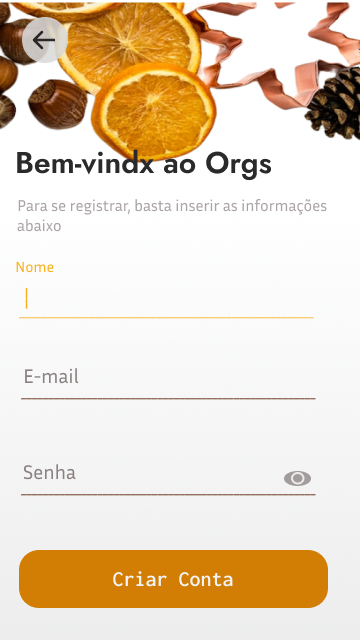 Bem-vindx ao Orgs
Para se registrar, basta inserir as informações
abaixo
Nome
E-mail
Senha
Criar Conta